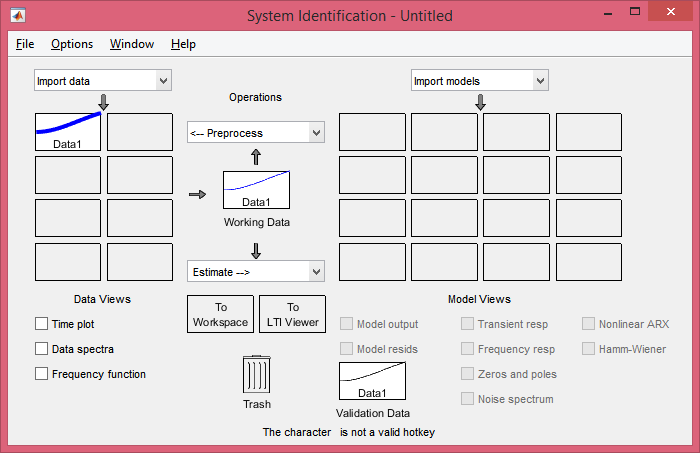 System Identification - Untitled
File Options Window Help
Import data
Import models
Operations
<-- Preprocess
Data1
Data1
Working Data
Estimate -->
Data Views
To Workspace
To LTI Viewer
Model Views
Time plot
Model output
Transient resp
Nonlinear ARX
Data spectra
Model resids
Frequency resp
Hamm-Wiener
Frequency function
Zeros and poles
Data1
Noise spectrum
Trash
Validation Data
The character is not a valid hotkey